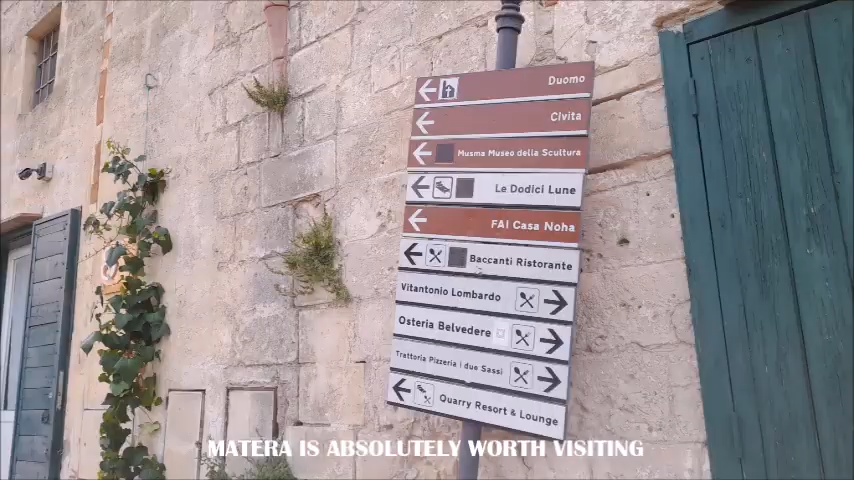 Duomo
Civita
Musma Museo della Scultura
Le Dodici Lune
FAI Casa Noha
Baccanti Ristorante
Vitantonio Lombardo
Osteria Belvedere
Trattoria Pizzeria i due Sassi
Quarry Resort & Lounge
MATERA IS ABSOLUTELY WORTH VISITING